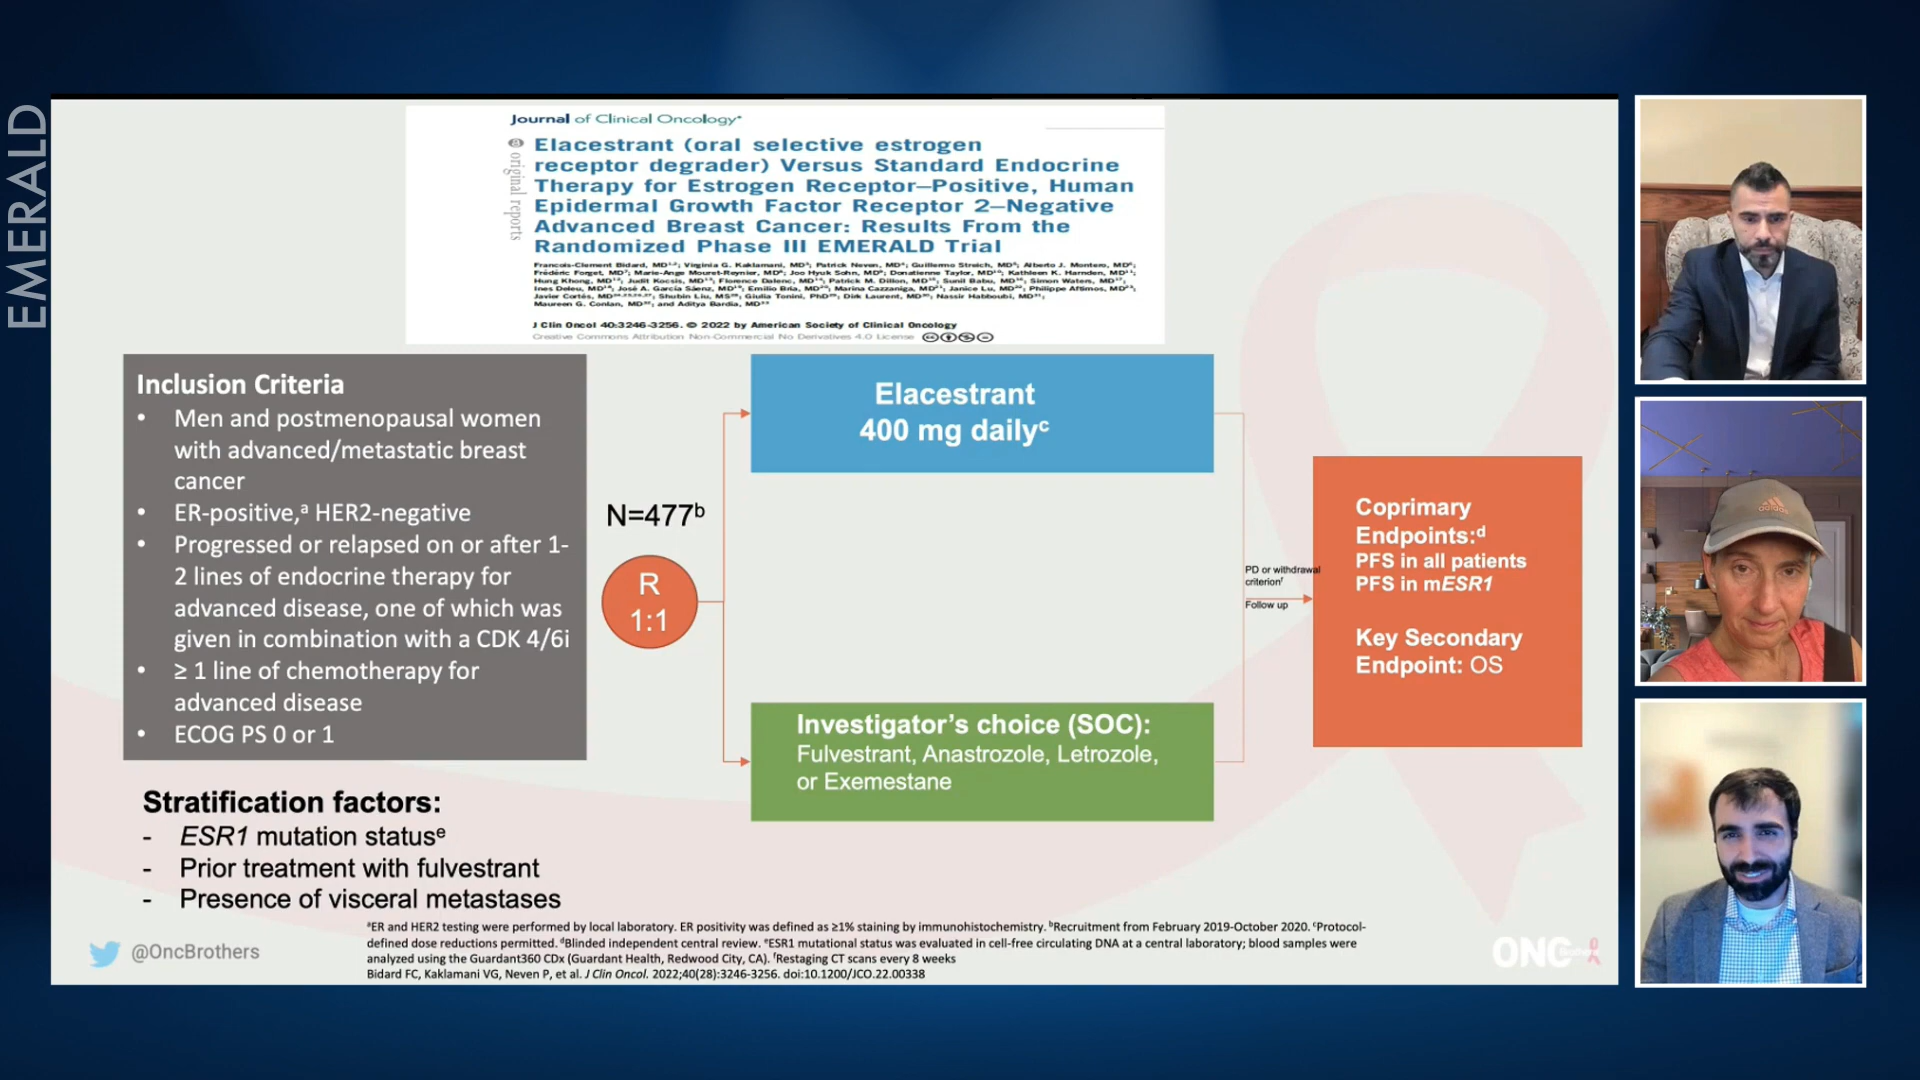 EMERALD
Journal of Clinical Oncology®
original reports
Elacestrant (oral selective estrogen
receptor degrader) Versus Standard Endocrine
Therapy for Estrogen Receptor–Positive, Human
Epidermal Growth Factor Receptor 2–Negative
Advanced Breast Cancer: Results From the
Randomized Phase III EMERALD Trial
J Clin Oncol 40:3246-3256. © 2022 by American Society of Clinical Oncology
Creative Commons Attribution Non-Commercial No Derivatives 4.0 License
Inclusion Criteria
• Men and postmenopausal women
with advanced/metastatic breast
cancer
• ER-positive,ᵃ HER2-negative
• Progressed or relapsed on or after 1-
2 lines of endocrine therapy for
advanced disease, one of which was
given in combination with a CDK 4/6i
• ≥ 1 line of chemotherapy for
advanced disease
• ECOG PS 0 or 1
N=477ᵇ
R
1:1
Elacestrant
400 mg dailyᶜ
Investigator's choice (SOC):
Fulvestrant, Anastrozole, Letrozole,
or Exemestane
PD or withdrawal
criterionᶠ
Follow up
Coprimary
Endpoints:ᵈ
PFS in all patients
PFS in mESR1
Key Secondary
Endpoint: OS
Stratification factors:
- ESR1 mutation statusᵉ
- Prior treatment with fulvestrant
- Presence of visceral metastases
ᵃER and HER2 testing were performed by local laboratory. ER positivity was defined as ≥1% staining by immunohistochemistry. ᵇRecruitment from February 2019-October 2020. ᶜProtocol-
defined dose reductions permitted. ᵈBlinded independent central review. ᵉESR1 mutational status was evaluated in cell-free circulating DNA at a central laboratory; blood samples were
analyzed using the Guardant360 CDx (Guardant Health, Redwood City, CA). ᶠRestaging CT scans every 8 weeks
Bidard FC, Kaklamani VG, Neven P, et al. J Clin Oncol. 2022;40(28):3246-3256. doi:10.1200/JCO.22.00338
@OncBrothers
ONC
adidas